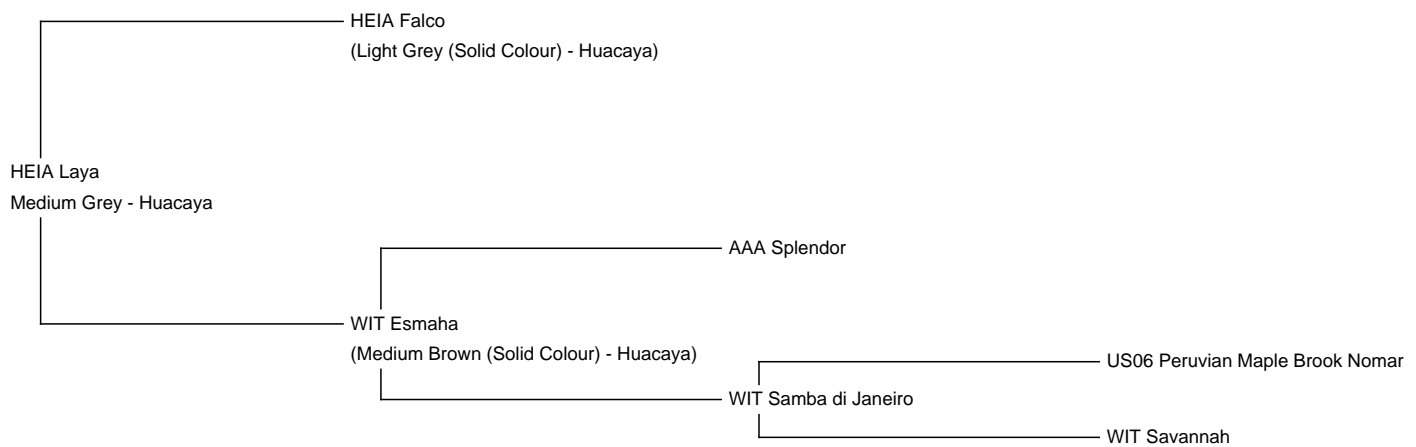 HEIA Falco
(Light Grey (Solid Colour) - Huacaya)
HEIA Laya
Medium Grey - Huacaya
AAA Splendor
WIT Esmaha
(Medium Brown (Solid Colour) - Huacaya)
US06 Peruvian Maple Brook Nomar
WIT Samba di Janeiro
WIT Savannah